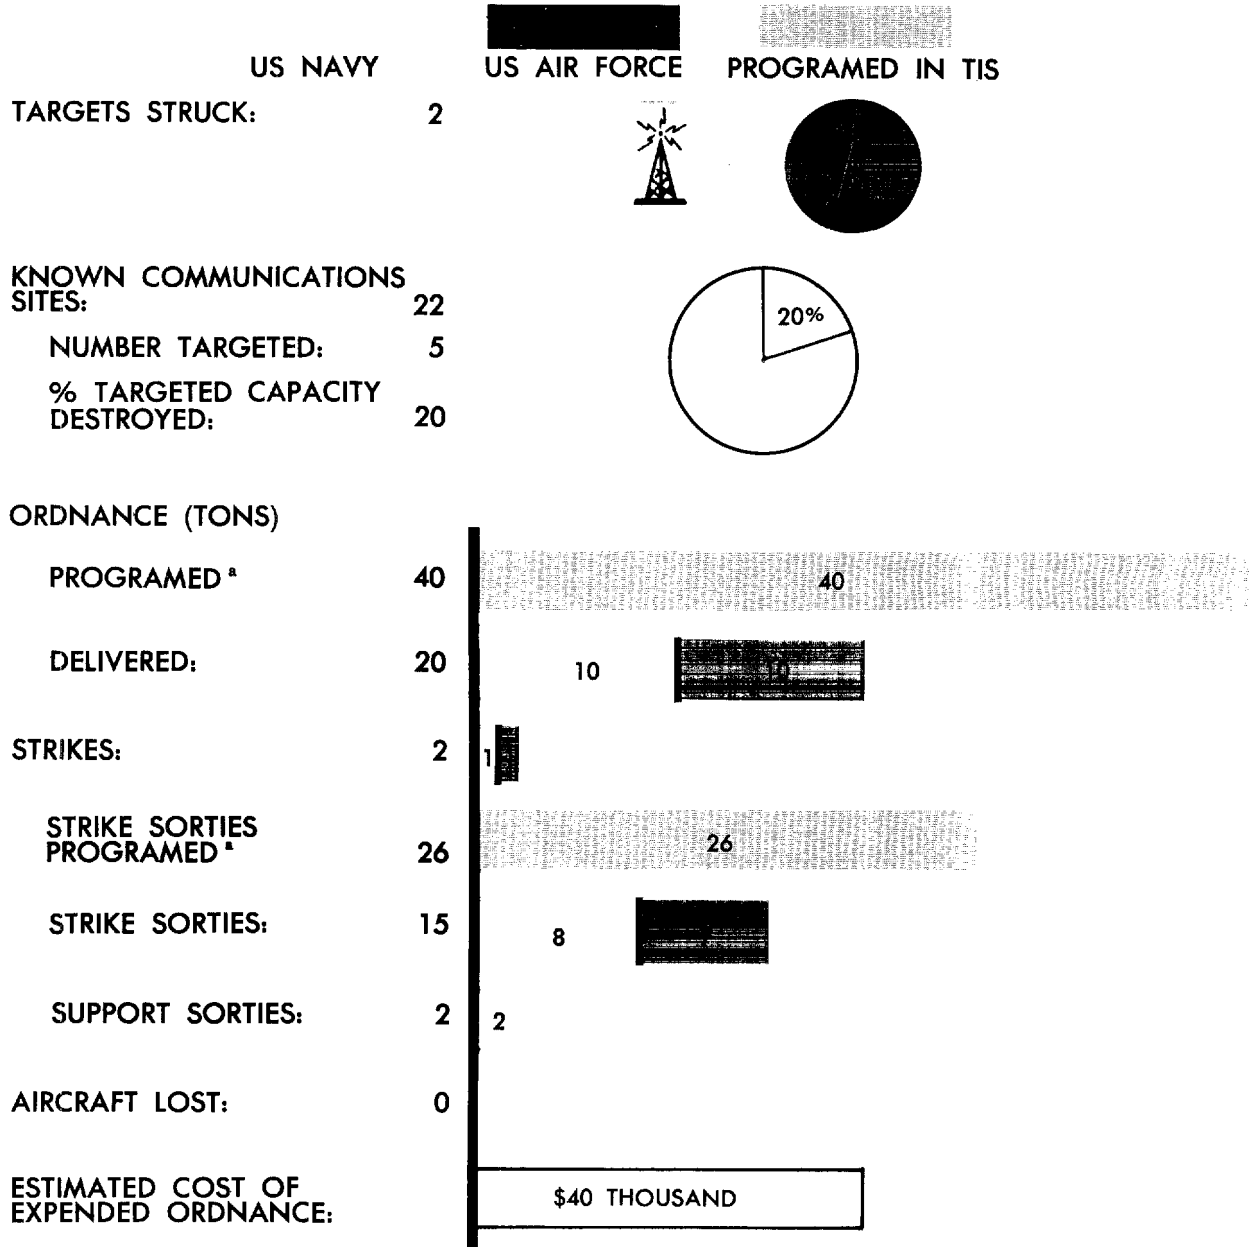 US NAVY US AIR FORCE PROGRAMED IN TIS
TARGETS STRUCK: 2
KNOWN COMMUNICATIONS
SITES: 22
20%
NUMBER TARGETED: 5
% TARGETED CAPACITY
DESTROYED: 20
ORDNANCE (TONS)
PROGRAMED ª 40 40
DELIVERED: 20 10 10
STRIKES: 2 1
STRIKE SORTIES
PROGRAMED ª 26 26
STRIKE SORTIES: 15 8
SUPPORT SORTIES: 2 2
AIRCRAFT LOST: 0
ESTIMATED COST OF
EXPENDED ORDNANCE: $40 THOUSAND